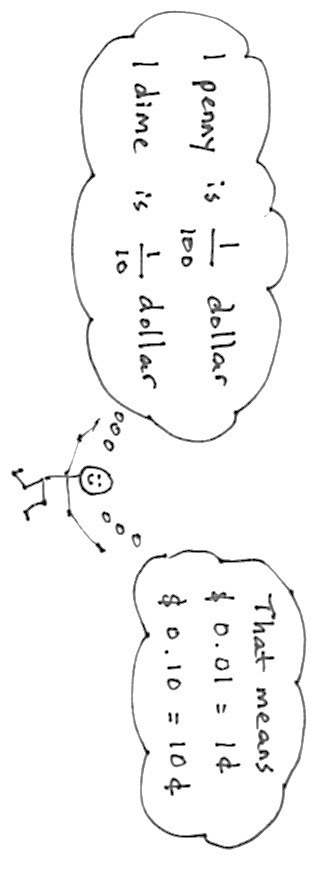 1 penny is 1/100 dollar
1 dime is 1/10 dollar
That means
$ 0.01 = 1¢
$ 0.10 = 10¢